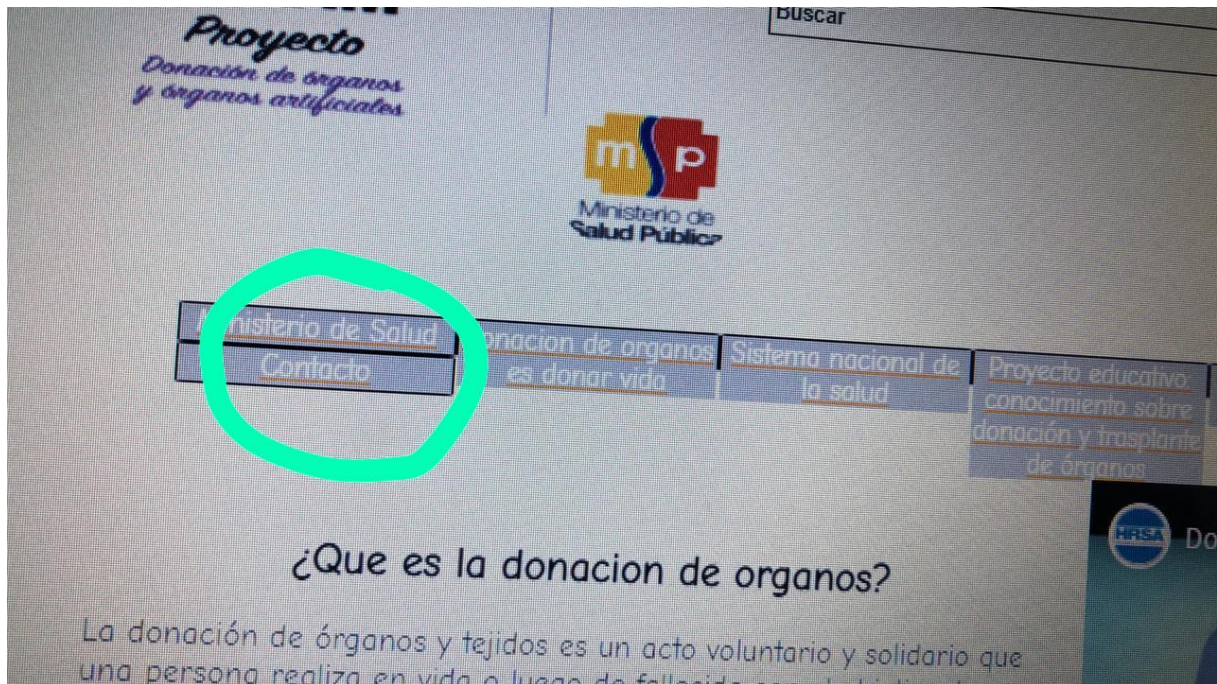 Proyecto
Donación de órganos
y órganos artificiales
Buscar
m p
Ministerio de
Salud Pública
Ministerio de Salud
Contacto
Donacion de organos
es donar vida
Sistema nacional de
la salud
Proyecto educativo:
conocimiento sobre
donación y trasplante
de órganos
HRSA
Do
¿Que es la donacion de organos?
La donación de órganos y tejidos es un acto voluntario y solidario que
una persona realiza en vida o luego de